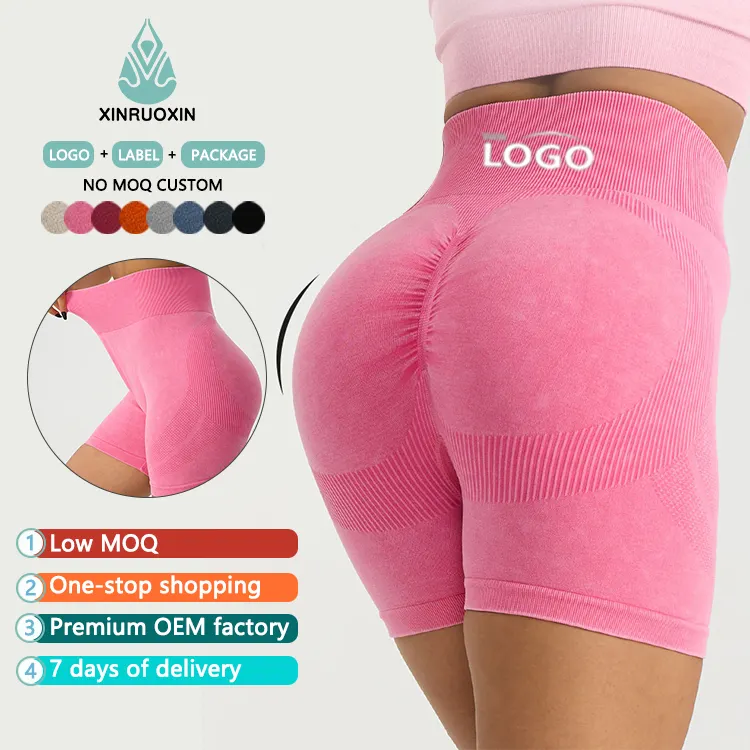 XINRUOXIN
LOGO + LABEL + PACKAGE
NO MOQ CUSTOM
LOGO
1 Low MOQ
2 One-stop shopping
3 Premium OEM factory
4 7 days of delivery